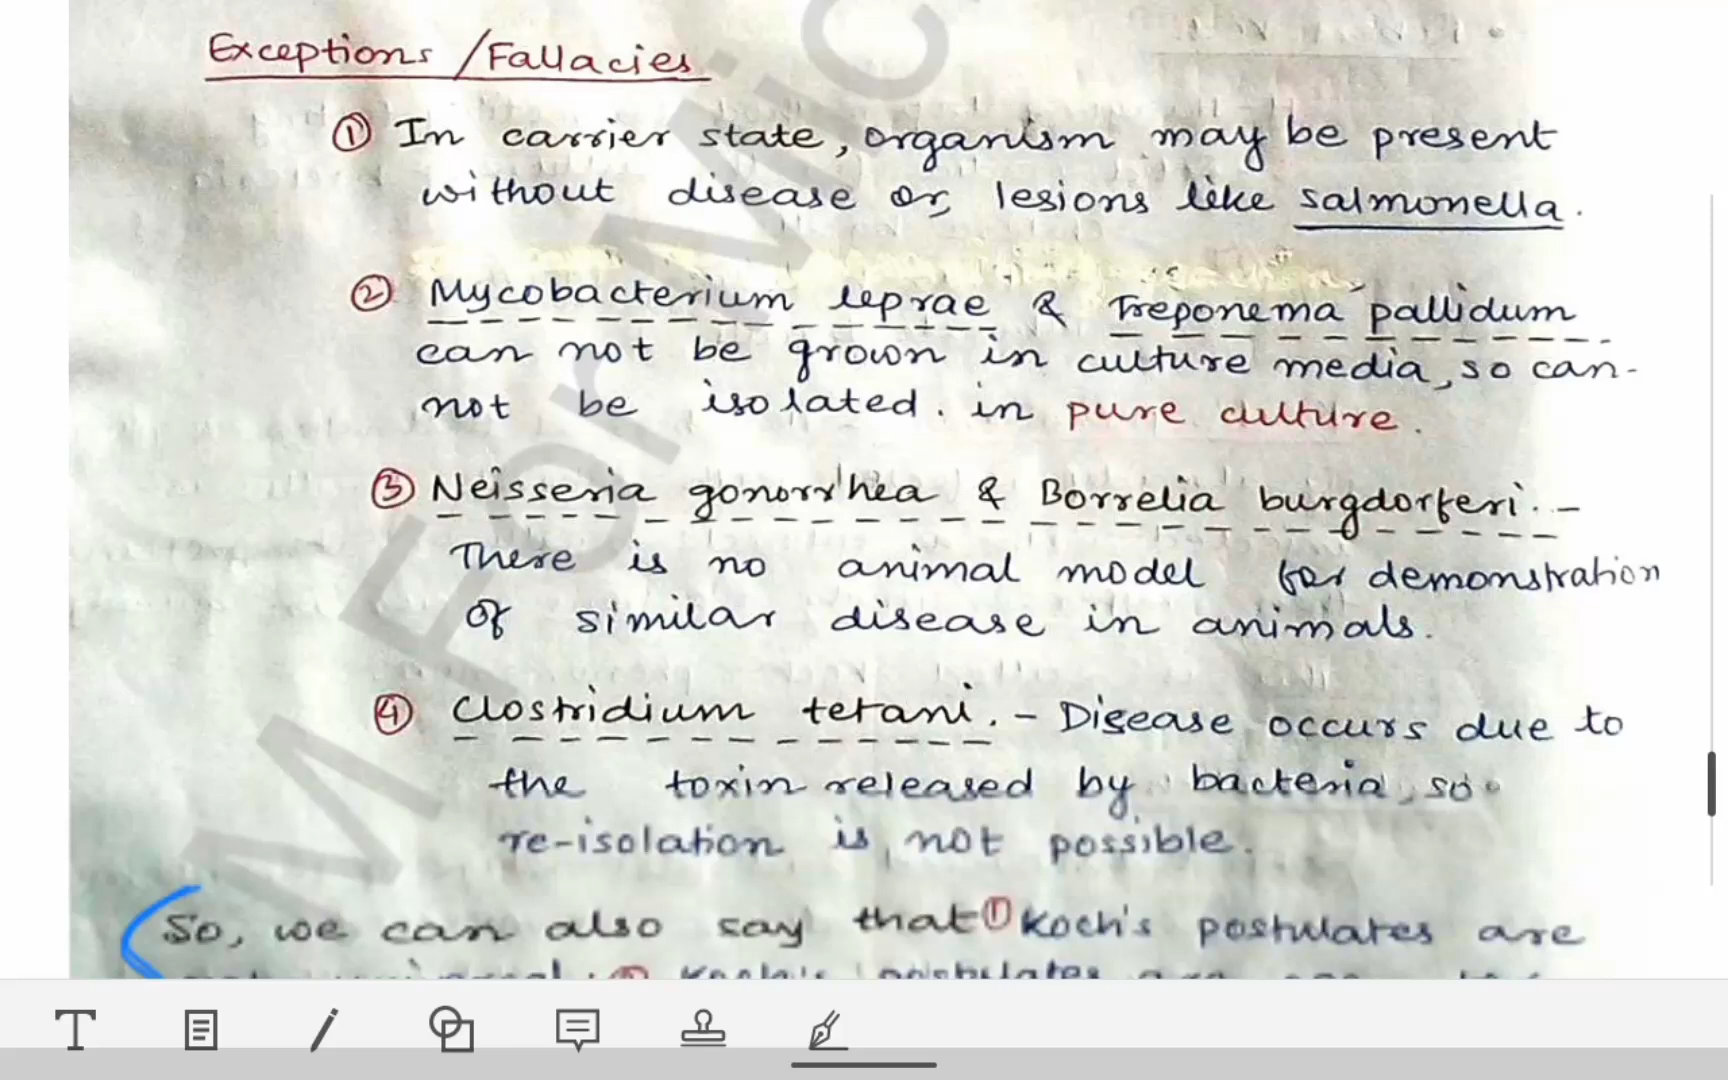 Exceptions /Fallacies
① In carrier state, organism may be present
without disease or lesions like salmonella.
② Mycobacterium leprae & Treponema pallidum
can not be grown in culture media, so can-
not be isolated. in pure culture.
③ Neisseria gonorrhea & Borrelia burgdorferi. -
There is no animal model for demonstration
of similar disease in animals.
④ Clostridium tetani. - Disease occurs due to
the toxin released by bacteria, so
re-isolation is not possible.
So, we can also say that ① Koch's postulates are
M For Mic